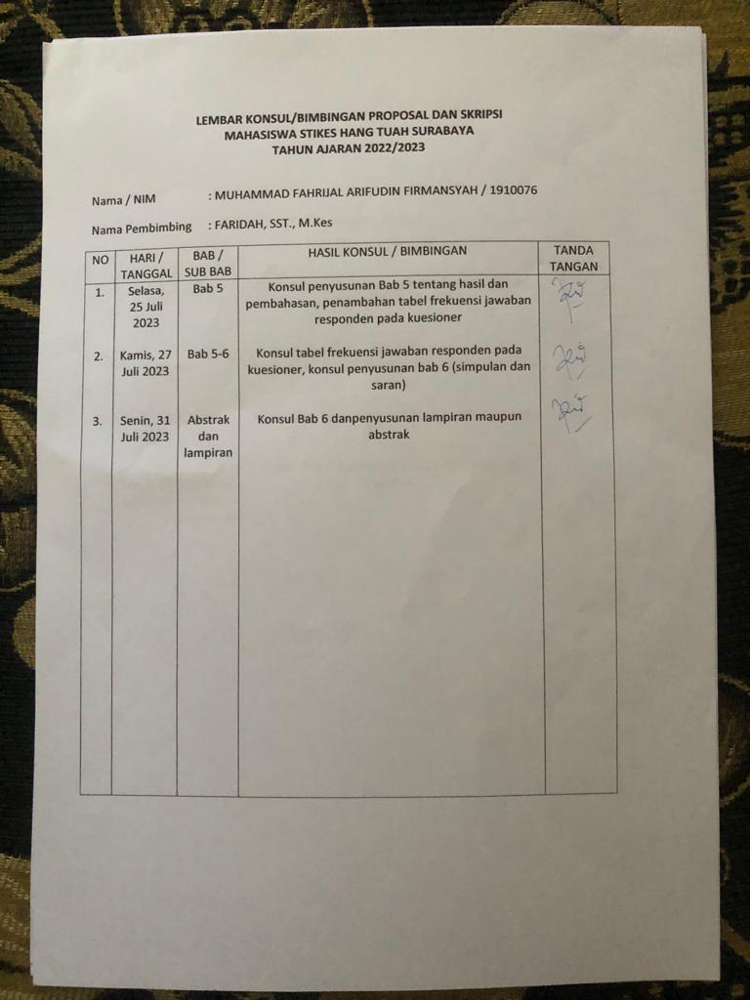 LEMBAR KONSUL/BIMBINGAN PROPOSAL DAN SKRIPSI
MAHASISWA STIKES HANG TUAH SURABAYA
TAHUN AJARAN 2022/2023
Nama / NIM : MUHAMMAD FAHRIJAL ARIFUDIN FIRMANSYAH / 1910076
Nama Pembimbing : FARIDAH, SST., M.Kes
NO HARI / BAB / HASIL KONSUL / BIMBINGAN TANDA
TANGGAL SUB BAB TANGAN
1. Selasa, Bab 5 Konsul penyusunan Bab 5 tentang hasil dan
25 Juli pembahasan, penambahan tabel frekuensi jawaban
2023 responden pada kuesioner
2. Kamis, 27 Bab 5-6 Konsul tabel frekuensi jawaban responden pada
Juli 2023 kuesioner, konsul penyusunan bab 6 (simpulan dan
saran)
3. Senin, 31 Abstrak Konsul Bab 6 danpenyusunan lampiran maupun
Juli 2023 dan abstrak
lampiran